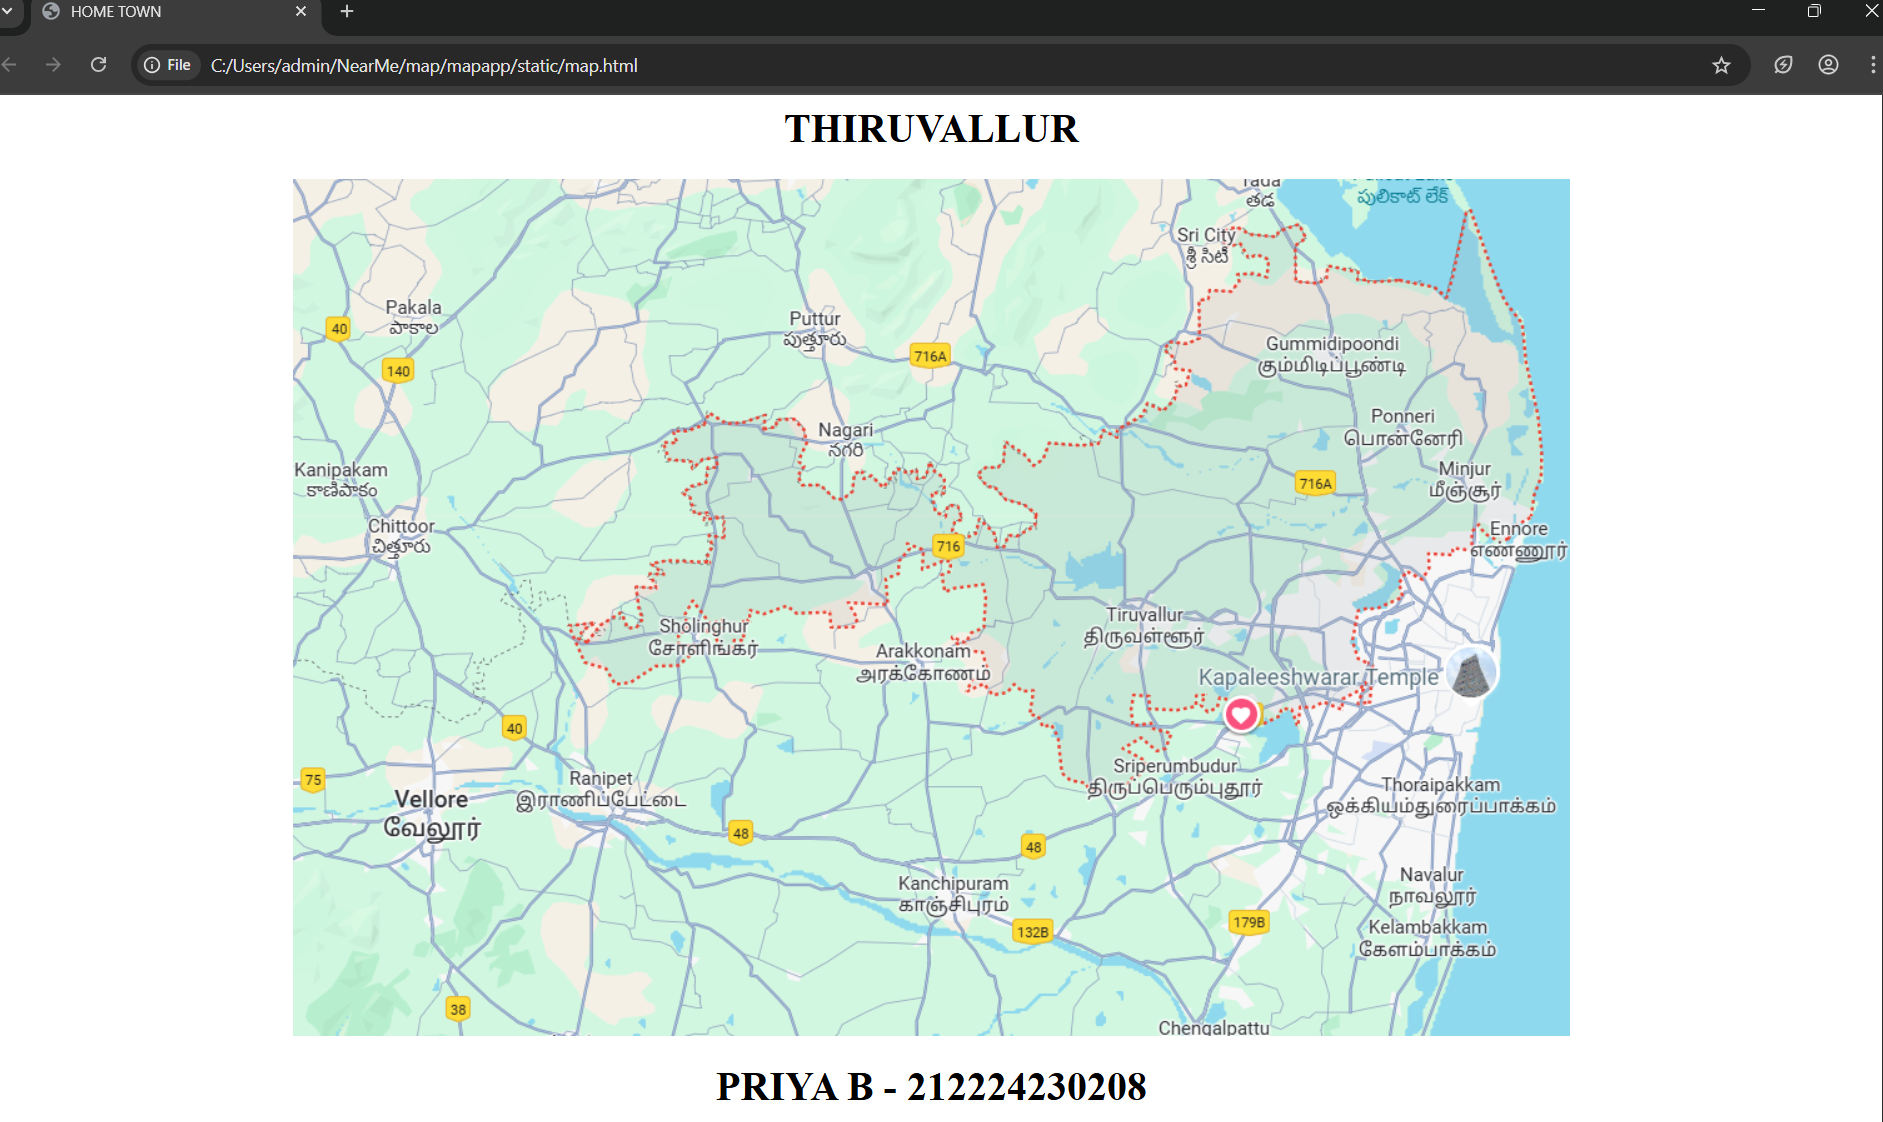 HOME TOWN
File
C:/Users/admin/NearMe/map/mapapp/static/map.html
THIRUVALLUR
తడ
పులికాట్ లేక్
Sri City
శ్రీ సిటీ
Pakala
పాకాల
40
Puttur
పుత్తూరు
716A
140
Gummidipoondi
கும்மிடிப்பூண்டி
Ponneri
பொன்னேரி
Nagari
నగరి
Kanipakam
కాణిపాకం
Minjur
மீஞ்சூர்
716A
Chittoor
చిత్తూరు
Ennore
எண்ணூர்
716
Tiruvallur
திருவள்ளூர்
Sholinghur
சோளிங்கர்
Arakkonam
அரக்கோணம்
Kapaleeshwarar Temple
40
Sriperumbudur
திருப்பெரும்புதூர்
75
Ranipet
இராணிப்பேட்டை
Vellore
வேலூர்
Thoraipakkam
ஒக்கியம்துரைப்பாக்கம்
48
48
Kanchipuram
காஞ்சிபுரம்
Navalur
நாவலூர்
179B
132B
Kelambakkam
கேளம்பாக்கம்
38
Chengalpattu
PRIYA B - 212224230208